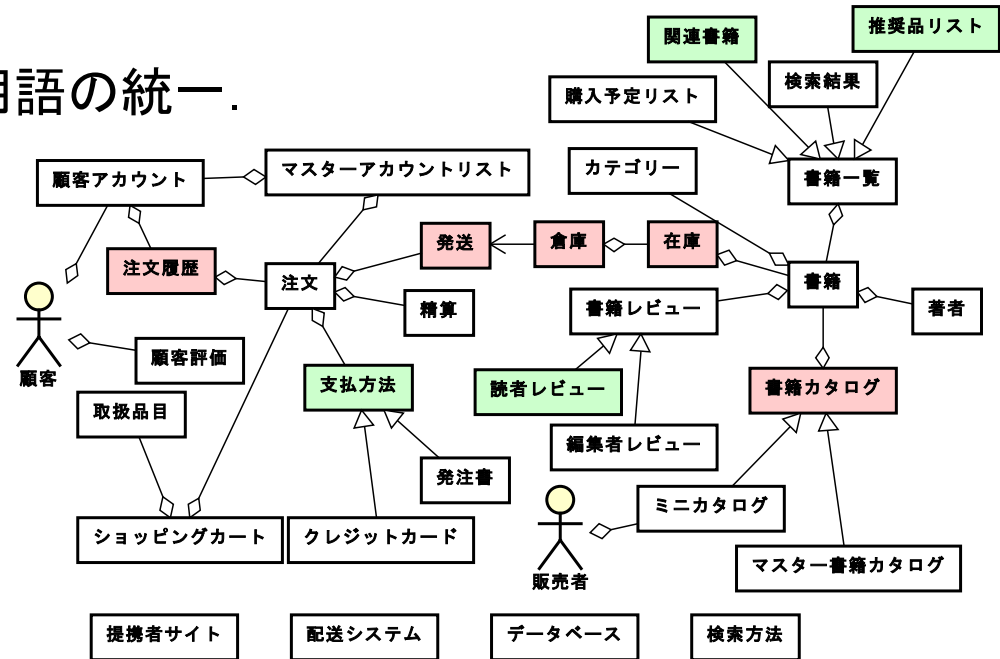 用語の統一.
関連書籍
推奨品リスト
購入予定リスト
検索結果
カテゴリー
書籍一覧
顧客アカウント
マスターアカウントリスト
注文履歴
注文
発送
倉庫
在庫
書籍
精算
書籍レビュー
著者
顧客
顧客評価
支払方法
読者レビュー
書籍カタログ
取扱品目
編集者レビュー
発注書
ミニカタログ
ショッピングカート
クレジットカード
販売者
マスター書籍カタログ
提携者サイト
配送システム
データベース
検索方法